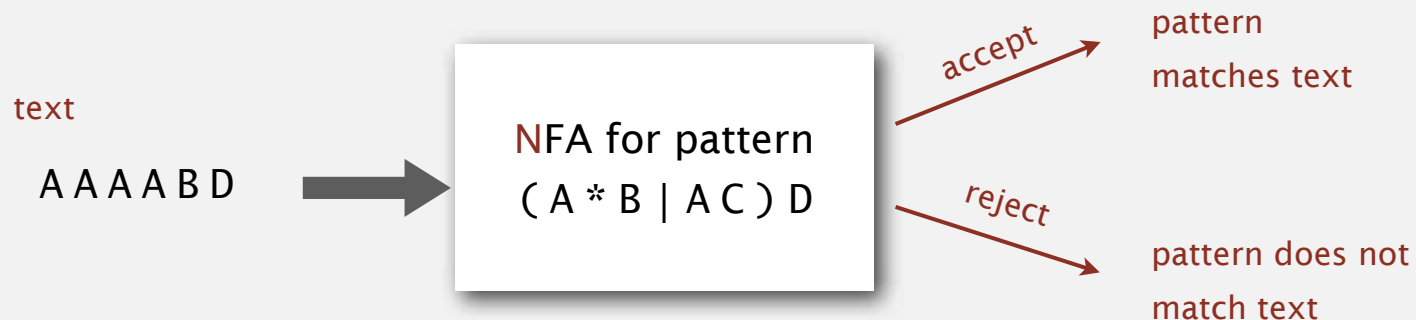 text
A A A A B D
NFA for pattern
( A * B | A C ) D
accept
pattern
matches text
reject
pattern does not
match text